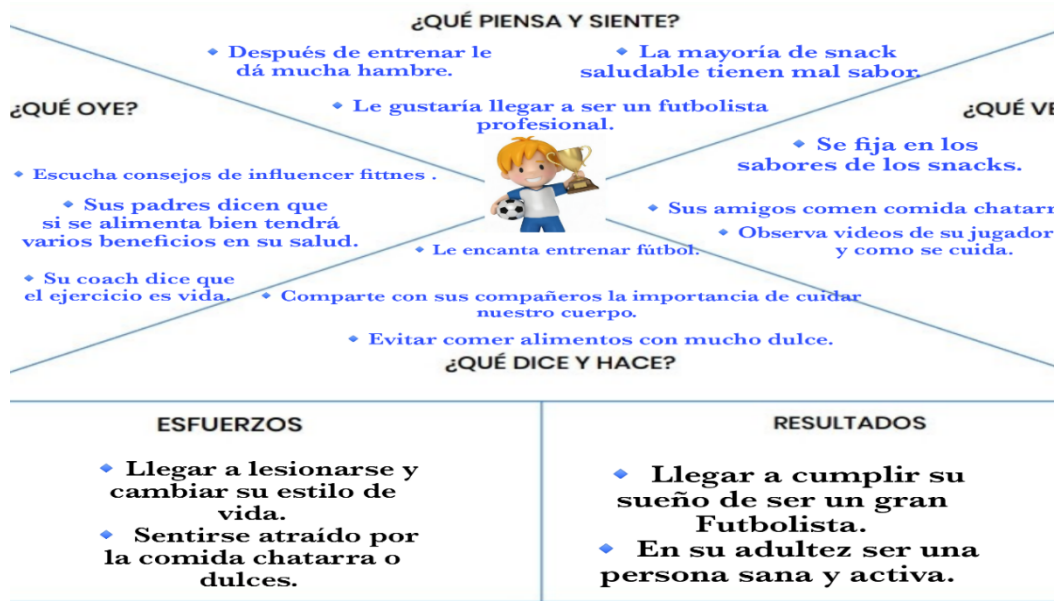 ¿QUÉ PIENSA Y SIENTE?
Después de entrenar le
dá mucha hambre.
La mayoría de snack
saludable tienen mal sabor.
Le gustaría llegar a ser un futbolista
profesional.
¿QUÉ OYE?
Escucha consejos de influencer fittnes .
Sus padres dicen que
si se alimenta bien tendrá
varios beneficios en su salud.
Su coach dice que
el ejercicio es vida.
¿QUÉ VE
Se fija en los
sabores de los snacks.
Sus amigos comen comida chatarr
Observa videos de su jugador
y como se cuida.
Le encanta entrenar fútbol.
Comparte con sus compañeros la importancia de cuidar
nuestro cuerpo.
Evitar comer alimentos con mucho dulce.
¿QUÉ DICE Y HACE?
ESFUERZOS
Llegar a lesionarse y
cambiar su estilo de
vida.
Sentirse atraído por
la comida chatarra o
dulces.
RESULTADOS
Llegar a cumplir su
sueño de ser un gran
Futbolista.
En su adultez ser una
persona sana y activa.